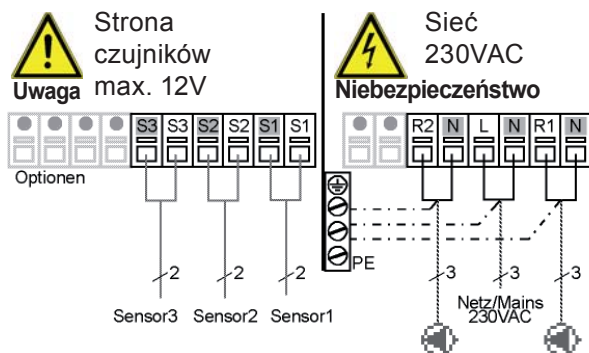 Strona
czujników
max. 12V
Uwaga
Sieć
230VAC
Niebezpieczeństwo
S3 S3 S2 S2 S1 S1
R2 N L N R1 N
Optionen
PE
2 2 2 3 3 3
Sensor3 Sensor2 Sensor1
Netz/Mains
230VAC